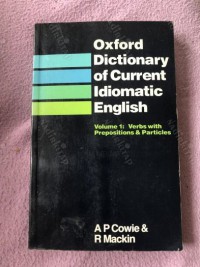 Oxford
Dictionary
of Current
Idiomatic
English
Volume 1: Verbs with
Prepositions & Particles
A P Cowie &
R Mackin